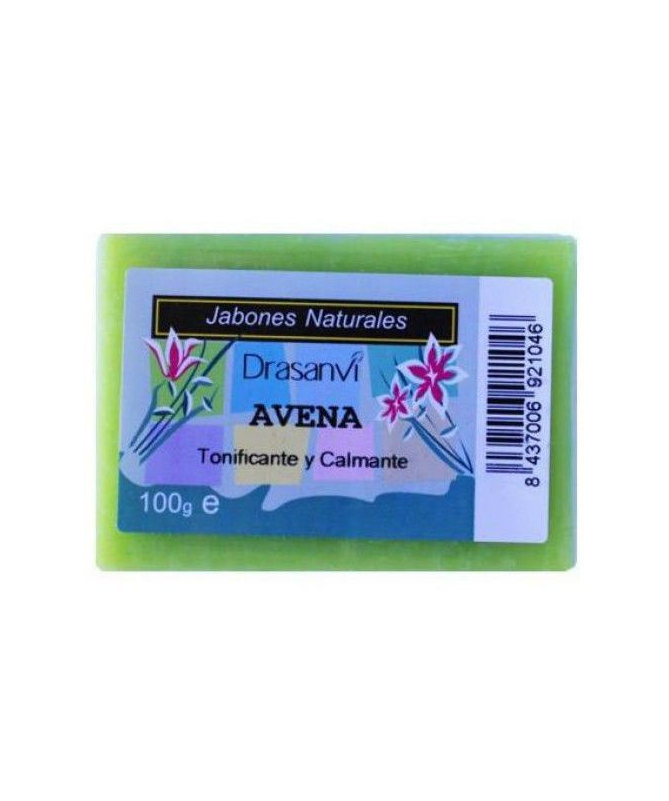 Jabones Naturales
Drasanvi
AVENA
Tonificante y Calmante
100g e
8 437006 921046